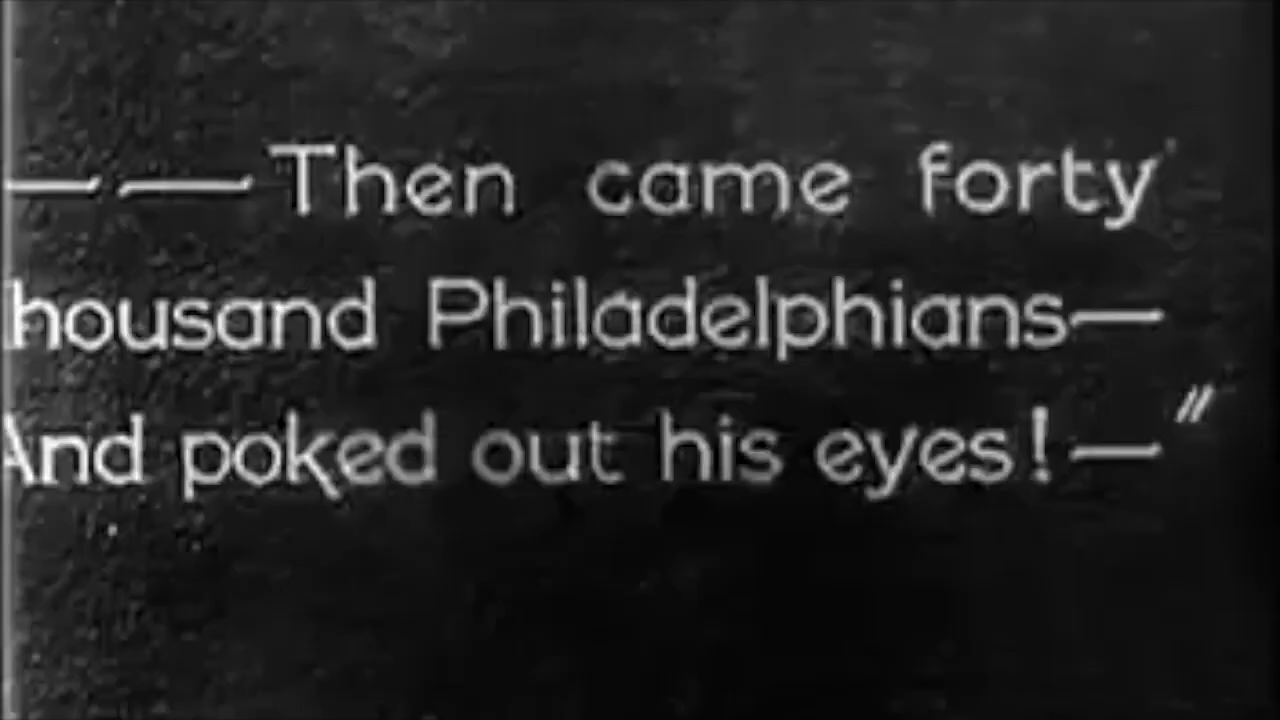 ——Then came forty
housand Philadelphians—
And poked out his eyes!—"